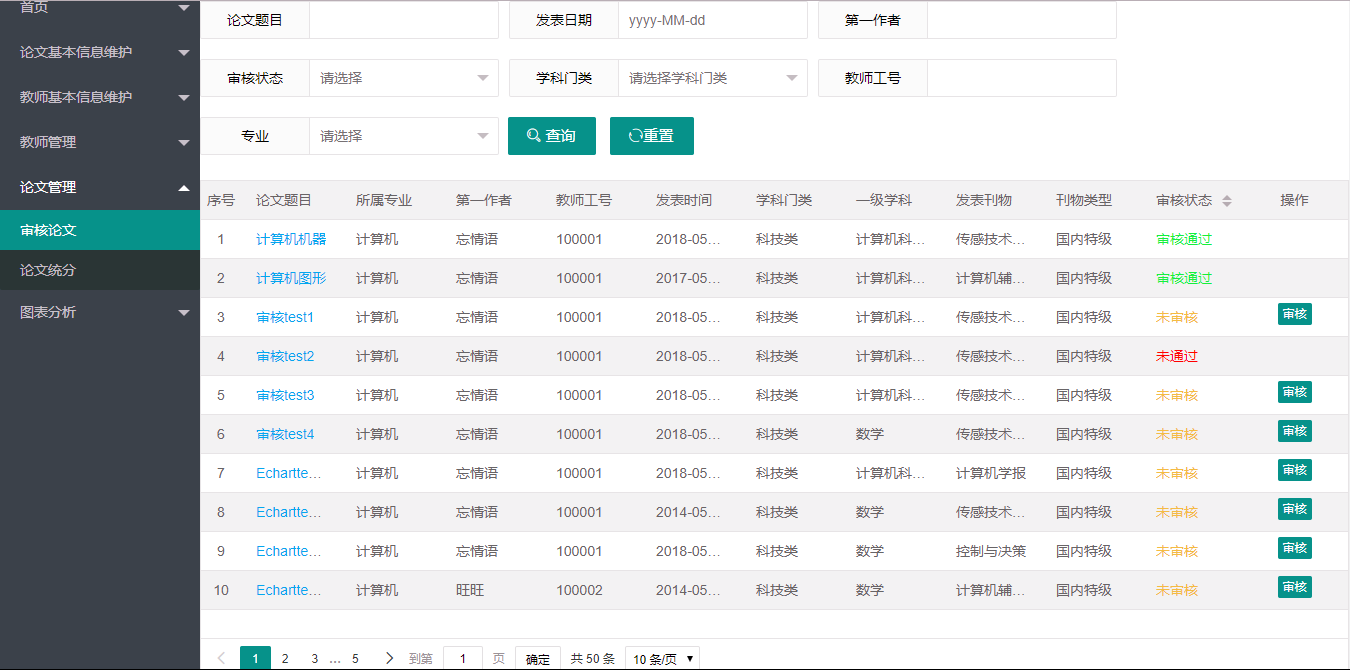 首页
论文基本信息维护
教师基本信息维护
教师管理
论文管理
审核论文
论文统分
图表分析
论文题目 发表日期 yyyy-MM-dd 第一作者
审核状态 请选择 学科门类 请选择学科门类 教师工号
专业 请选择 查询 重置
序号 论文题目 所属专业 第一作者 教师工号 发表时间 学科门类 一级学科 发表刊物 刊物类型 审核状态 操作
1 计算机机器 计算机 忘情语 100001 2018-05... 科技类 计算机科... 传感技术... 国内特级 审核通过
2 计算机图形 计算机 忘情语 100001 2017-05... 科技类 计算机科... 计算机辅... 国内特级 审核通过
3 审核test1 计算机 忘情语 100001 2018-05... 科技类 计算机科... 传感技术... 国内特级 未审核 审核
4 审核test2 计算机 忘情语 100001 2018-05... 科技类 计算机科... 传感技术... 国内特级 未通过
5 审核test3 计算机 忘情语 100001 2018-05... 科技类 计算机科... 传感技术... 国内特级 未审核 审核
6 审核test4 计算机 忘情语 100001 2018-05... 科技类 数学 传感技术... 国内特级 未审核 审核
7 Echartte... 计算机 忘情语 100001 2018-05... 科技类 计算机科... 计算机学报 国内特级 未审核 审核
8 Echartte... 计算机 忘情语 100001 2014-05... 科技类 数学 传感技术... 国内特级 未审核 审核
9 Echartte... 计算机 忘情语 100001 2018-05... 科技类 数学 控制与决策 国内特级 未审核 审核
10 Echartte... 计算机 旺旺 100002 2014-05... 科技类 数学 计算机辅... 国内特级 未审核 审核
1 2 3 ... 5 到第 1 页 确定 共 50 条 10 条/页